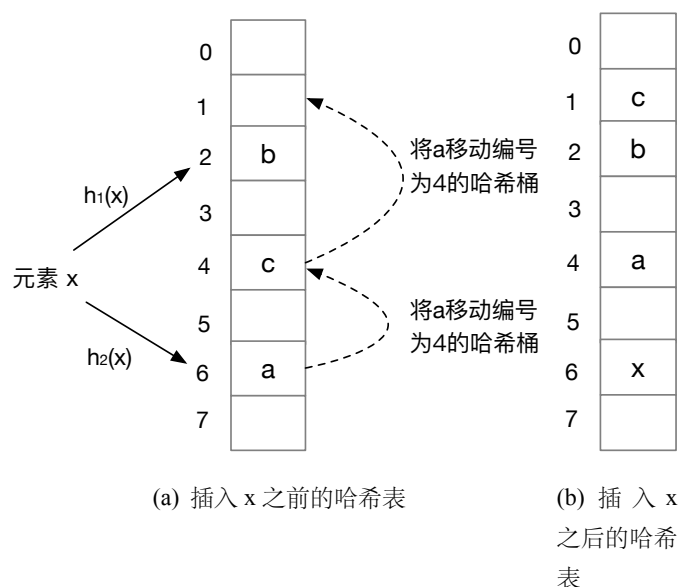 0
1
2
3
4
5
6
7
b
c
a
h1(x)
元素 x
h2(x)
将a移动编号
为4的哈希桶
将a移动编号
为4的哈希桶
0
1
2
3
4
5
6
7
c
b
a
x
(a) 插入 x 之前的哈希表
(b) 插 入 x
之后的哈希
表